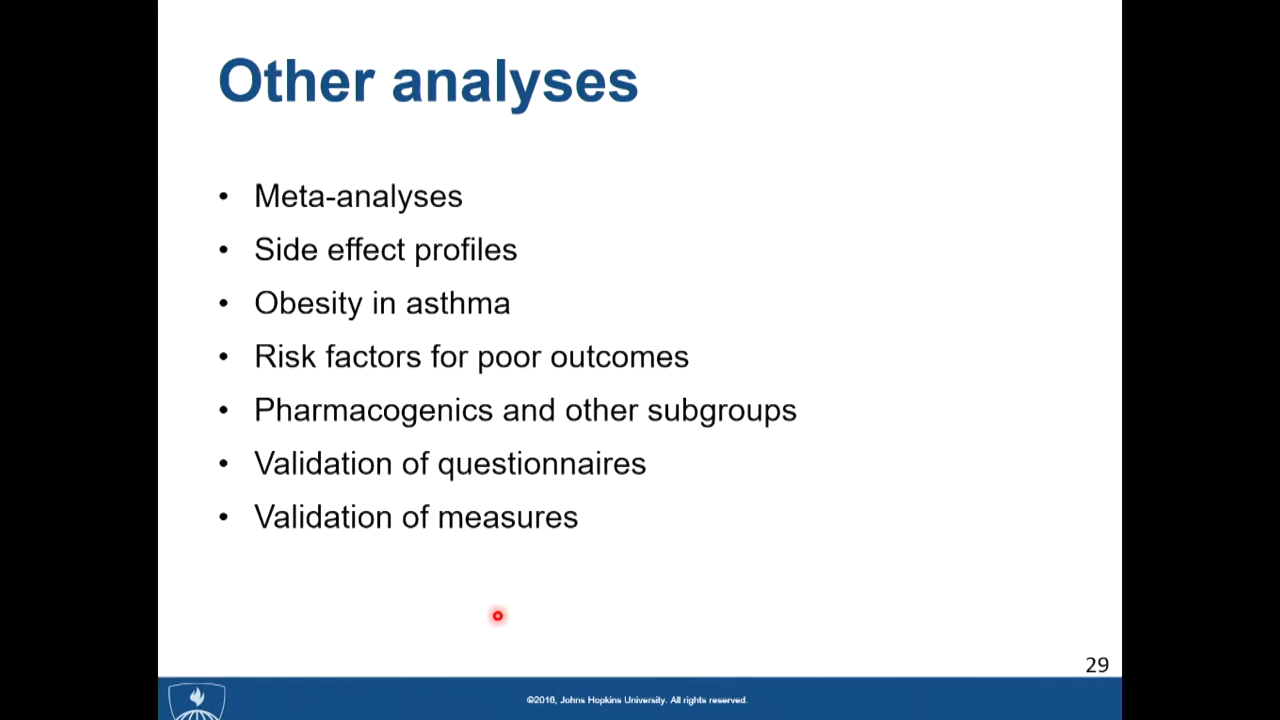 Other analyses
• Meta-analyses
• Side effect profiles
• Obesity in asthma
• Risk factors for poor outcomes
• Pharmacogenics and other subgroups
• Validation of questionnaires
• Validation of measures
29
©2016, Johns Hopkins University. All rights reserved.